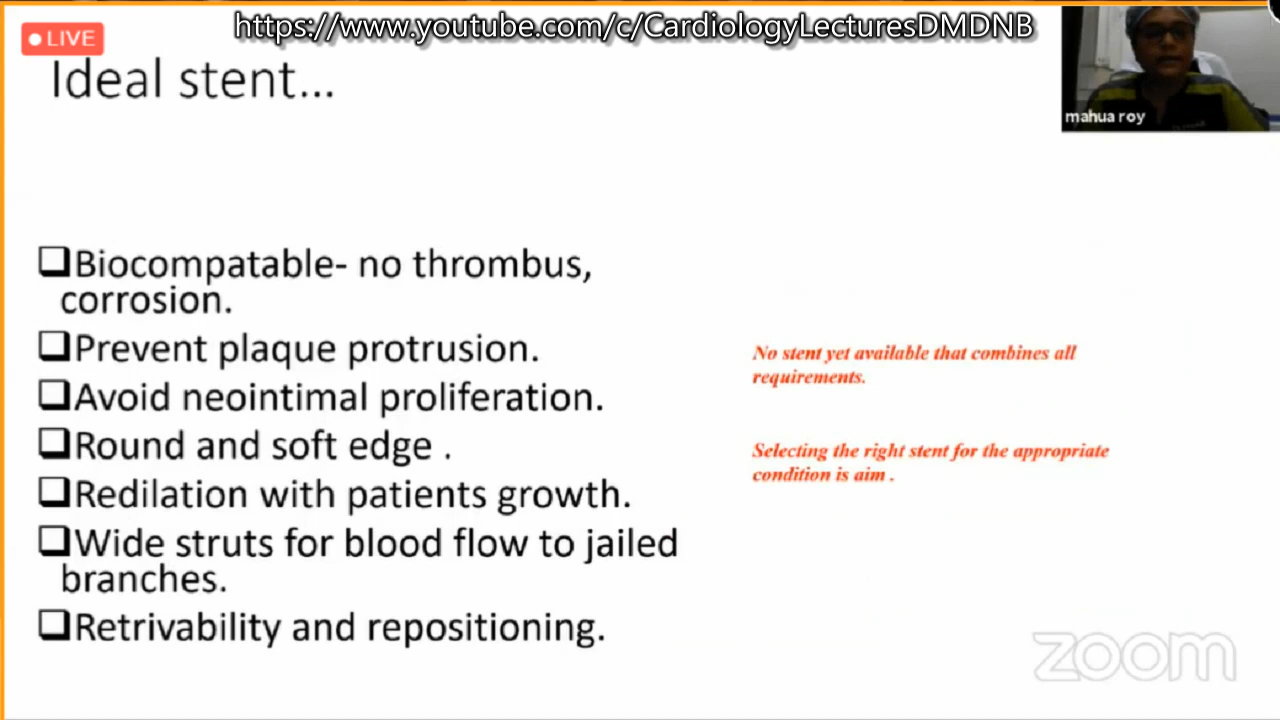 https://www.youtube.com/c/CardiologyLecturesDMDNB
LIVE
Ideal stent...
mahua roy
Biocompatable- no thrombus,
corrosion.
Prevent plaque protrusion.
Avoid neointimal proliferation.
Round and soft edge .
Redilation with patients growth.
Wide struts for blood flow to jailed
branches.
Retrivability and repositioning.
No stent yet available that combines all
requirements.
Selecting the right stent for the appropriate
condition is aim .
zoom